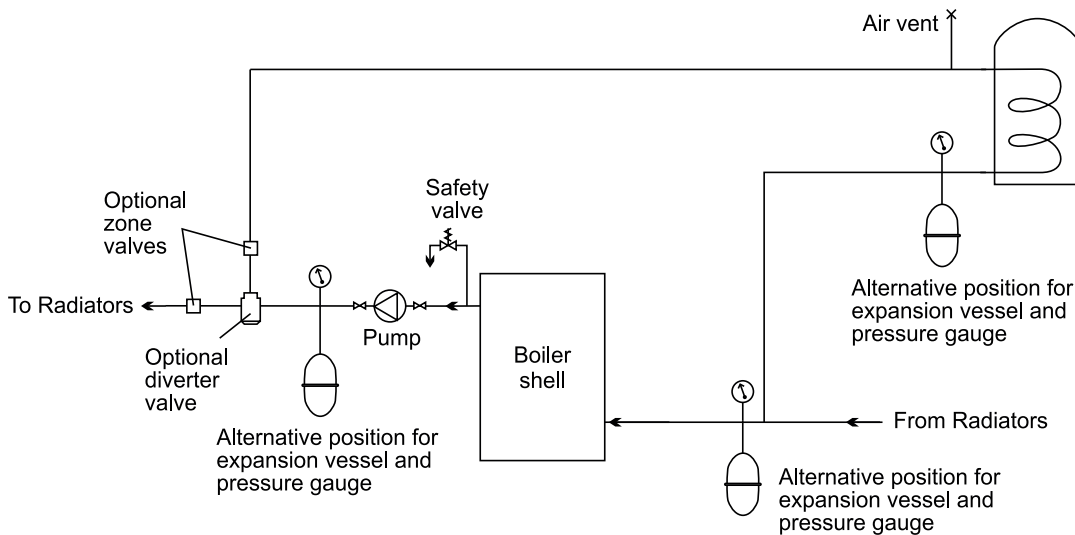 Air vent
Safety
valve
Optional
zone
valves
To Radiators
Pump
Optional
diverter
valve
Boiler
shell
Alternative position for
expansion vessel and
pressure gauge
Alternative position for
expansion vessel and
pressure gauge
From Radiators
Alternative position for
expansion vessel and
pressure gauge